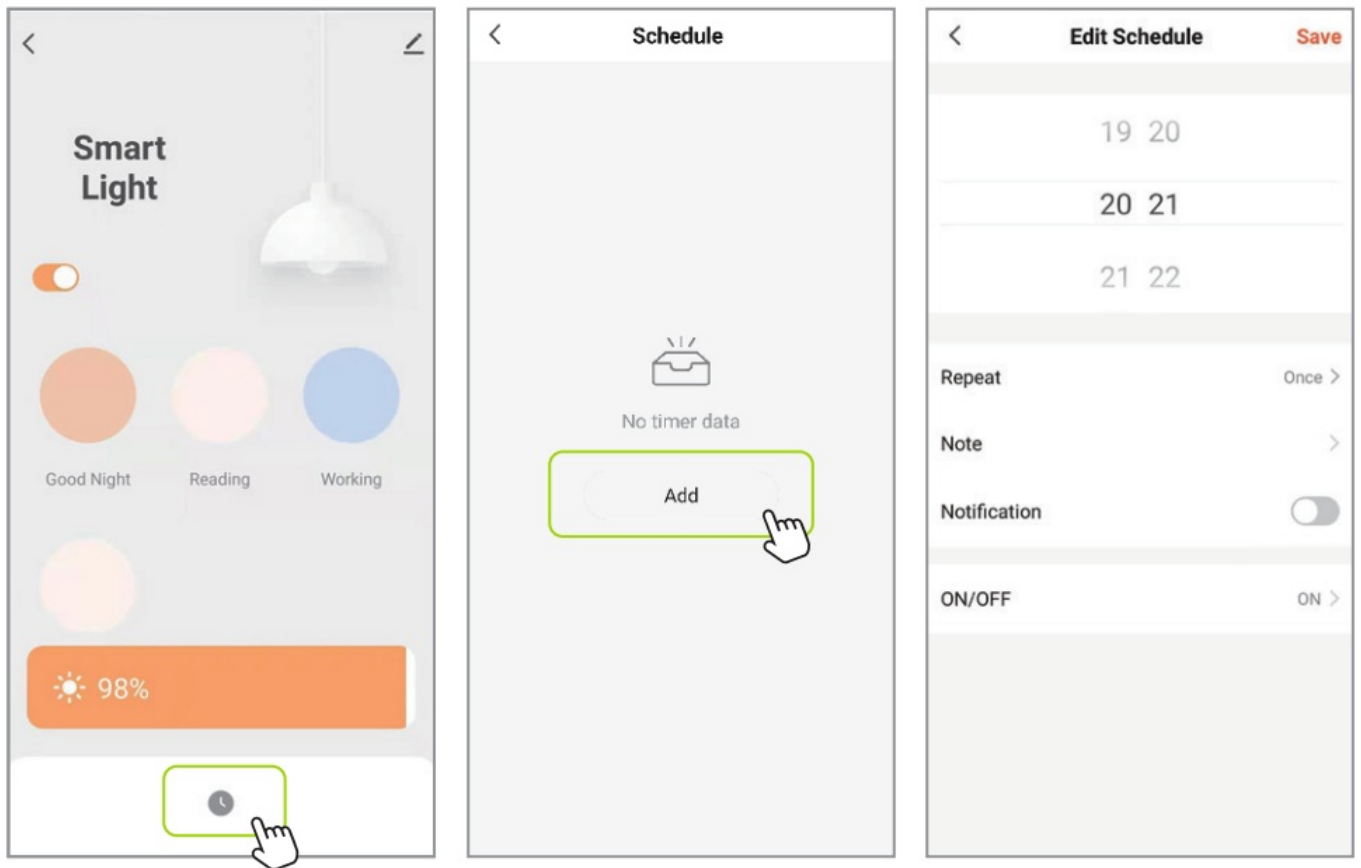 Smart
Light
Good Night Reading Working
98%
Schedule
No timer data
Add
Edit Schedule Save
19 20
20 21
21 22
Repeat Once
Note
Notification
ON/OFF ON